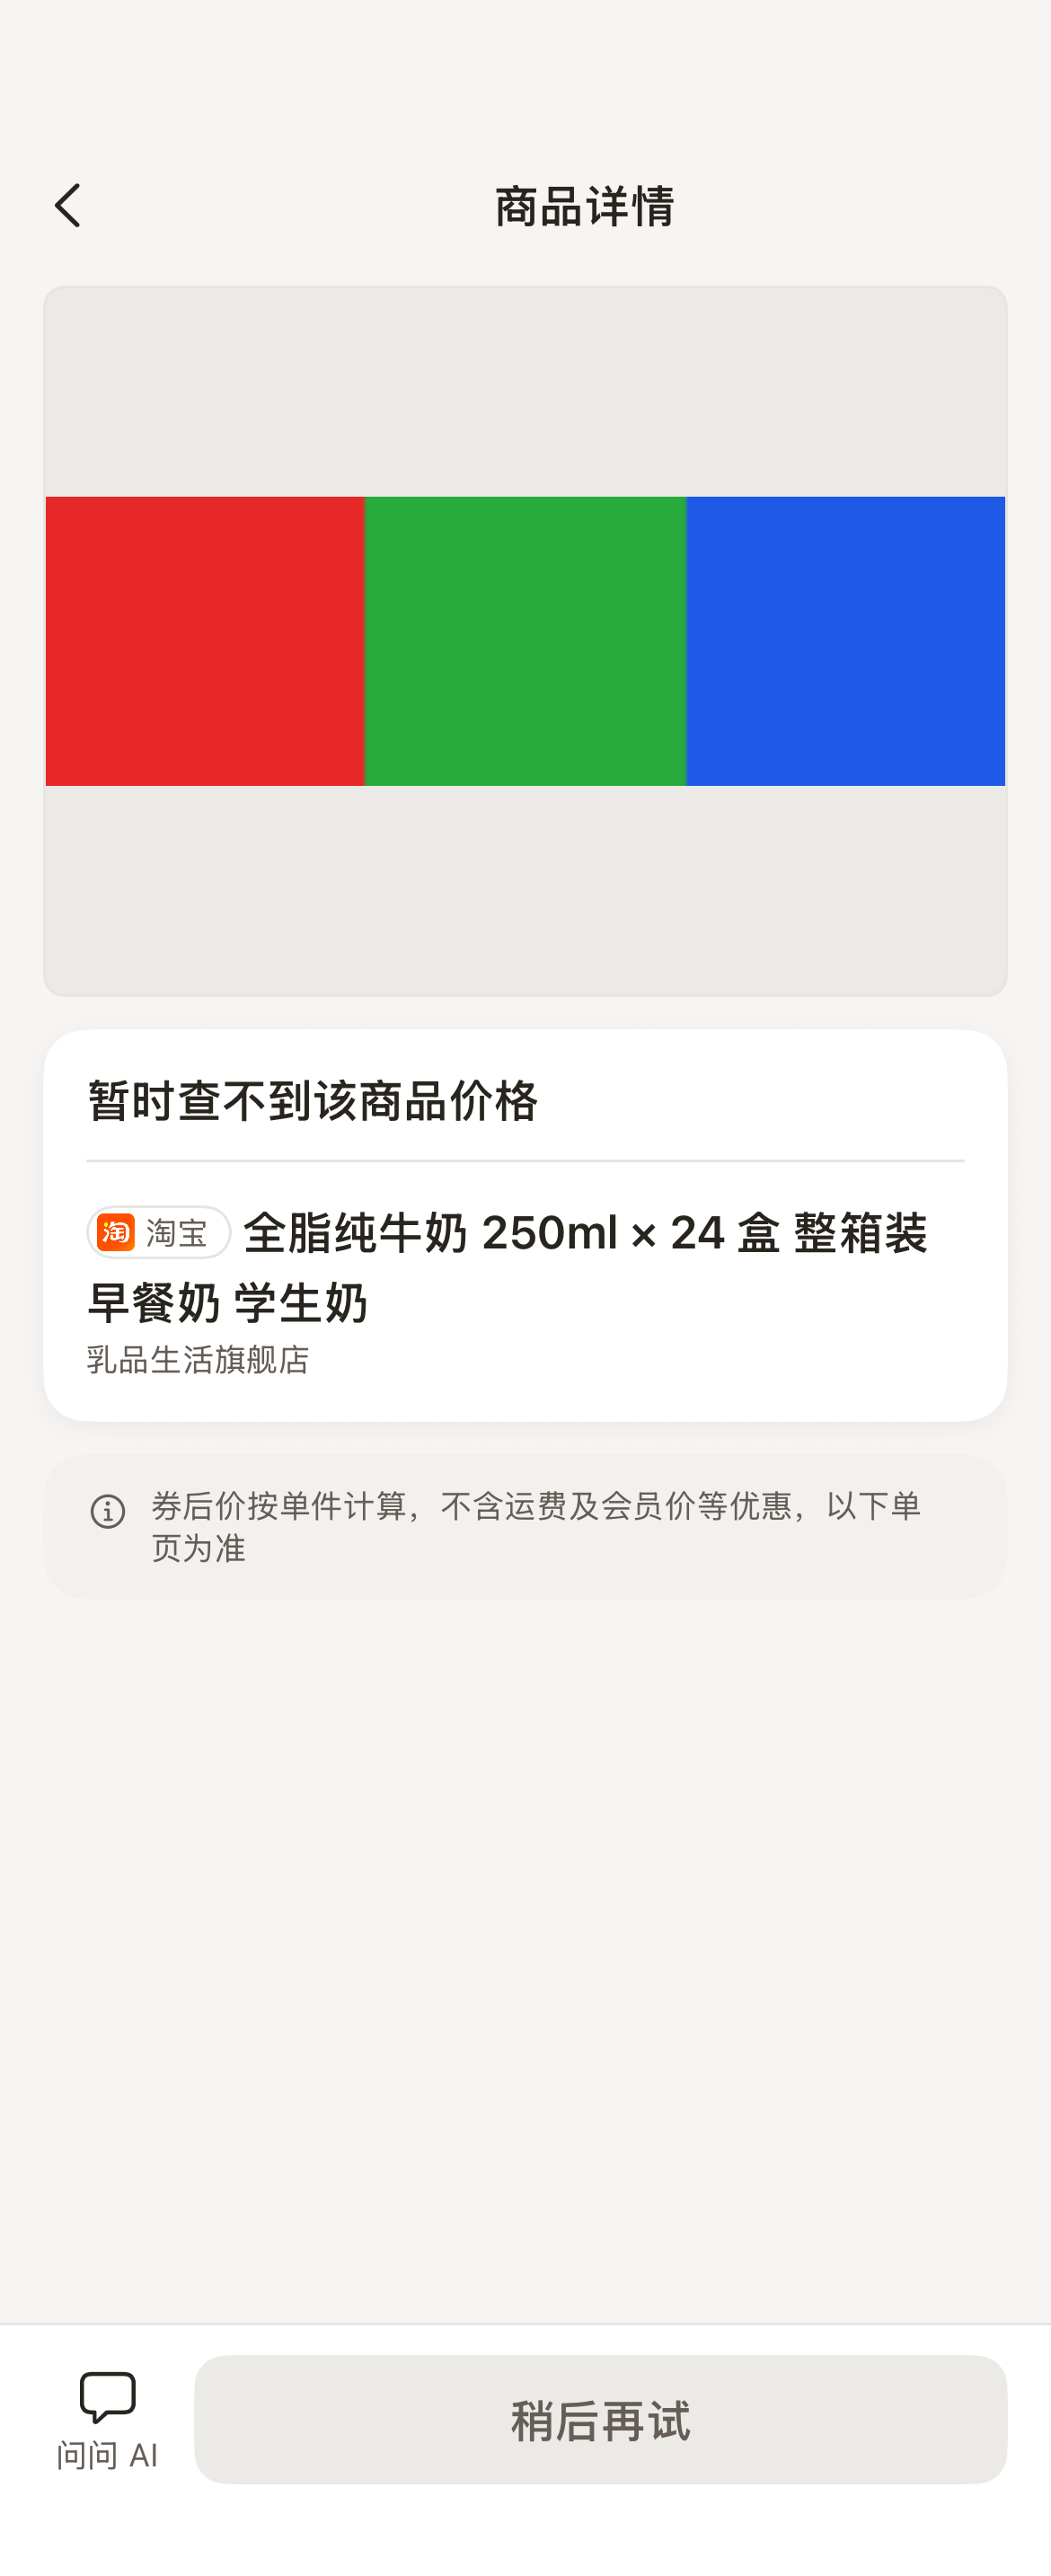 商品详情
暂时查不到该商品价格
淘 淘宝 全脂纯牛奶 250ml × 24 盒 整箱装
早餐奶 学生奶
乳品生活旗舰店
券后价按单件计算，不含运费及会员价等优惠，以下单
页为准
稍后再试
问问 AI